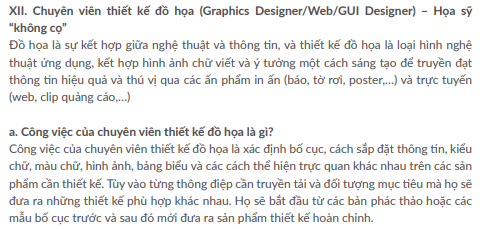 XII. Chuyên viên thiết kế đồ họa (Graphics Designer/Web/GUI Designer) – Họa sỹ
"không cọ"
Đồ họa là sự kết hợp giữa nghệ thuật và thông tin, và thiết kế đồ họa là loại hình nghệ
thuật ứng dụng, kết hợp hình ảnh chữ viết và ý tưởng một cách sáng tạo để truyền đạt
thông tin hiệu quả và thú vị qua các ấn phẩm in ấn (báo, tờ rơi, poster,...) và trực tuyến
(web, clip quảng cáo,...)
a. Công việc của chuyên viên thiết kế đồ họa là gì?
Công việc của chuyên viên thiết kế đồ họa là xác định bố cục, cách sắp đặt thông tin, kiểu
chữ, màu chữ, hình ảnh, bảng biểu và các cách thể hiện trực quan khác nhau trên các sản
phẩm cần thiết kế. Tùy vào từng thông điệp cần truyền tải và đối tượng mục tiêu mà họ sẽ
đưa ra những thiết kế phù hợp khác nhau. Họ sẽ bắt đầu từ các bản phác thảo hoặc các
mẫu bố cục trước và sau đó mới đưa ra sản phẩm thiết kế hoàn chỉnh.